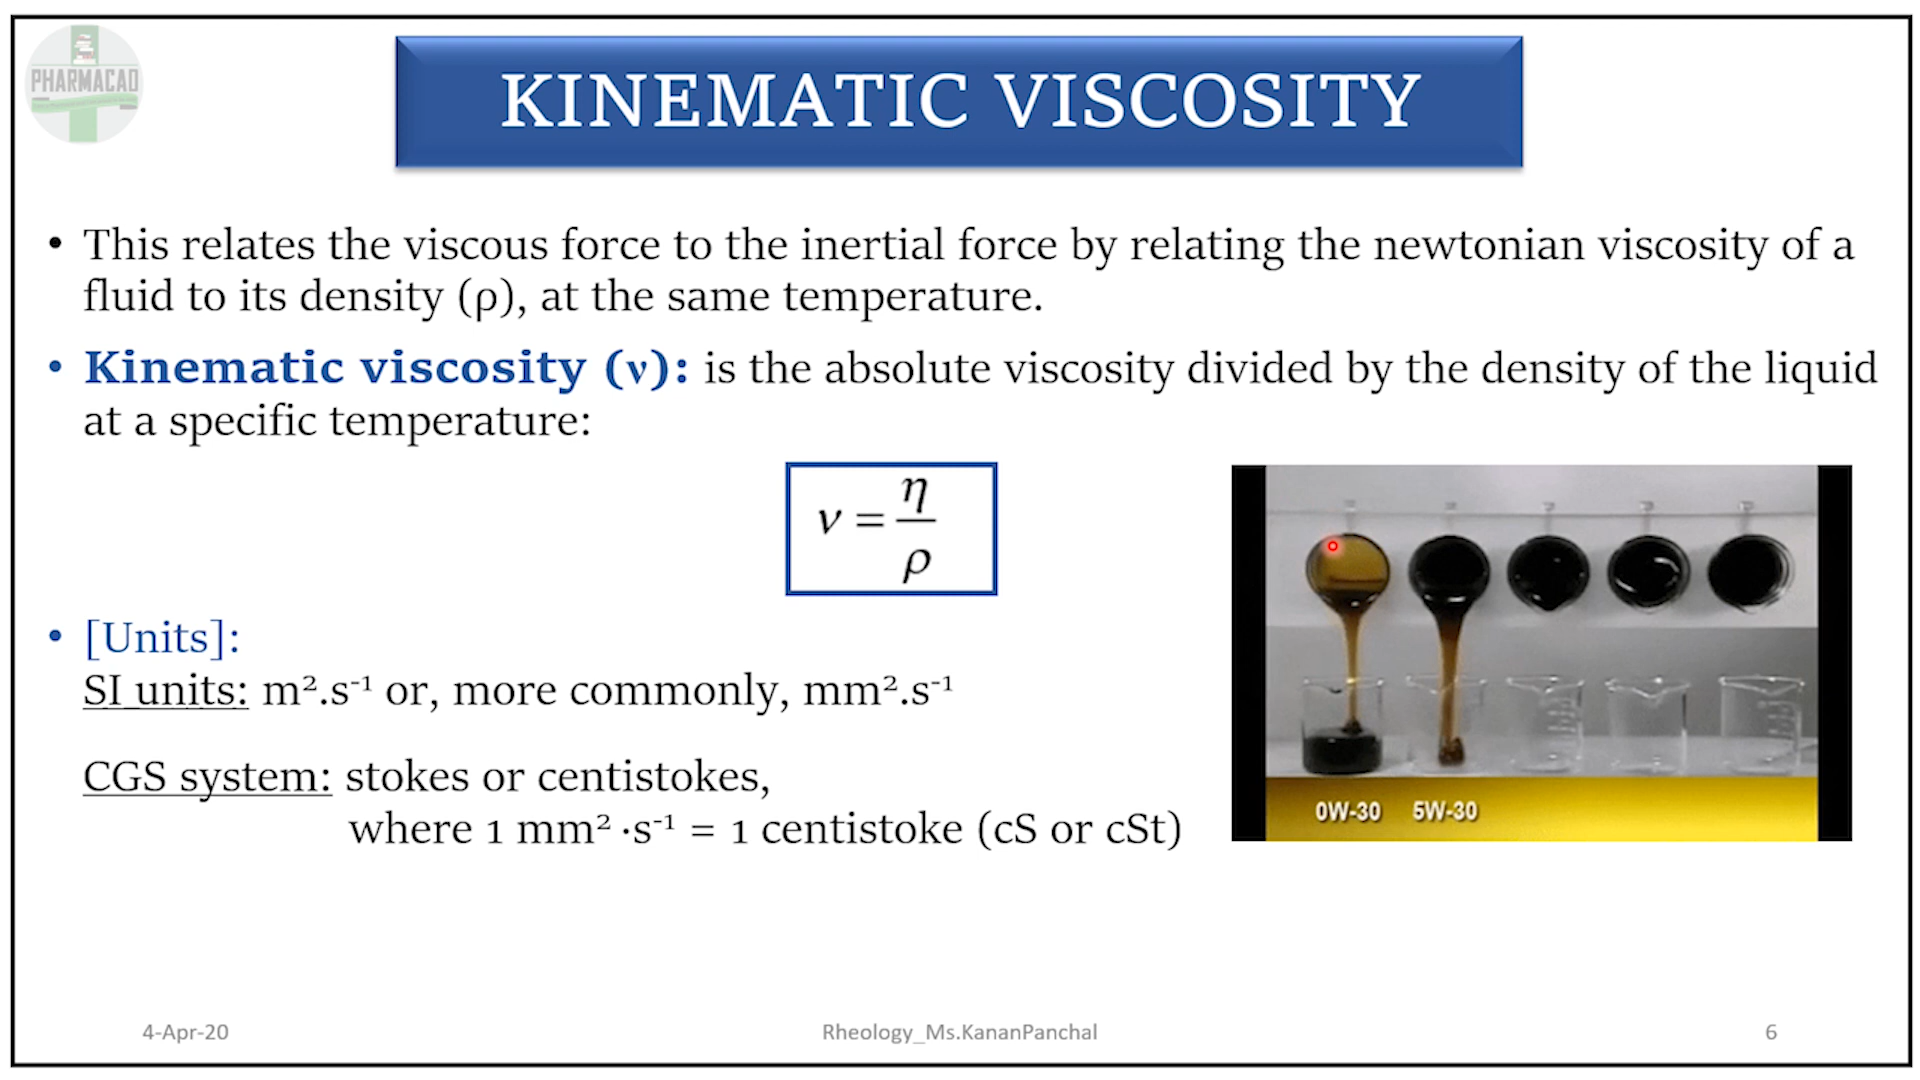 PHARMACAD
KINEMATIC VISCOSITY
• This relates the viscous force to the inertial force by relating the newtonian viscosity of a
fluid to its density (ρ), at the same temperature.
• Kinematic viscosity (ν): is the absolute viscosity divided by the density of the liquid
at a specific temperature:
ν = η / ρ
• [Units]:
SI units: m².s⁻¹ or, more commonly, mm².s⁻¹
CGS system: stokes or centistokes,
where 1 mm² ·s⁻¹ = 1 centistoke (cS or cSt)
0W-30 5W-30
4-Apr-20
Rheology_Ms.KananPanchal
6